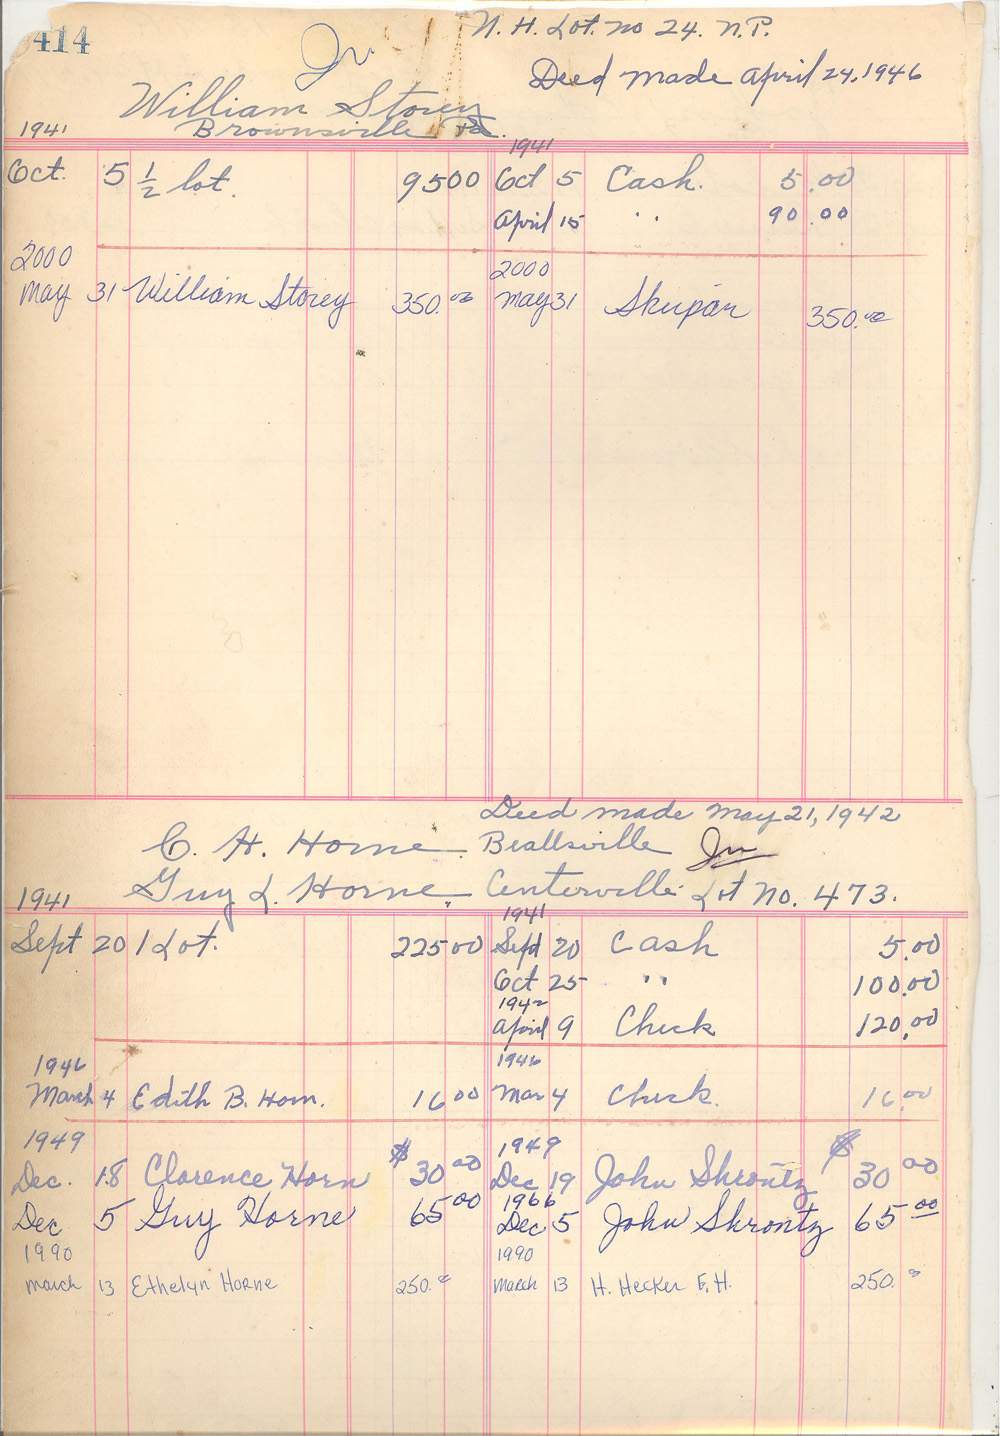 414
N. H. Lot. no 24. N.P.
Deed made April 24, 1946
William Storey
1941 Brownsville Pa.
1941
Oct. 5 ½ lot. 95 00 Oct 5 Cash. 5.00
April 15 " 90.00
2000 2000
May 31 William Storey 350.00 May 31 Skupar 350.00
Deed made May 21, 1942
C. H. Horne. Beallsville
1941 Guy L. Horne. Centerville Lot No. 473.
1941
Sept 20 1 Lot. 225 00 Sept 20 Cash 5.00
Oct 25 " 100.00
1942
April 9 Check 120.00
1946 1946
March 4 Edith B. Horn. 16 00 Mar 4 Check. 16.00
1949 $ 1949 $
Dec. 18 Clarence Horn 30 00 Dec 19 John Shrontz 30 00
1966
Dec 5 Guy Horne 65 00 Dec 5 John Shrontz 65 00
1990 1990
March 13 Ethelyn Horne 250. March 13 H. Hecker F.H. 250.